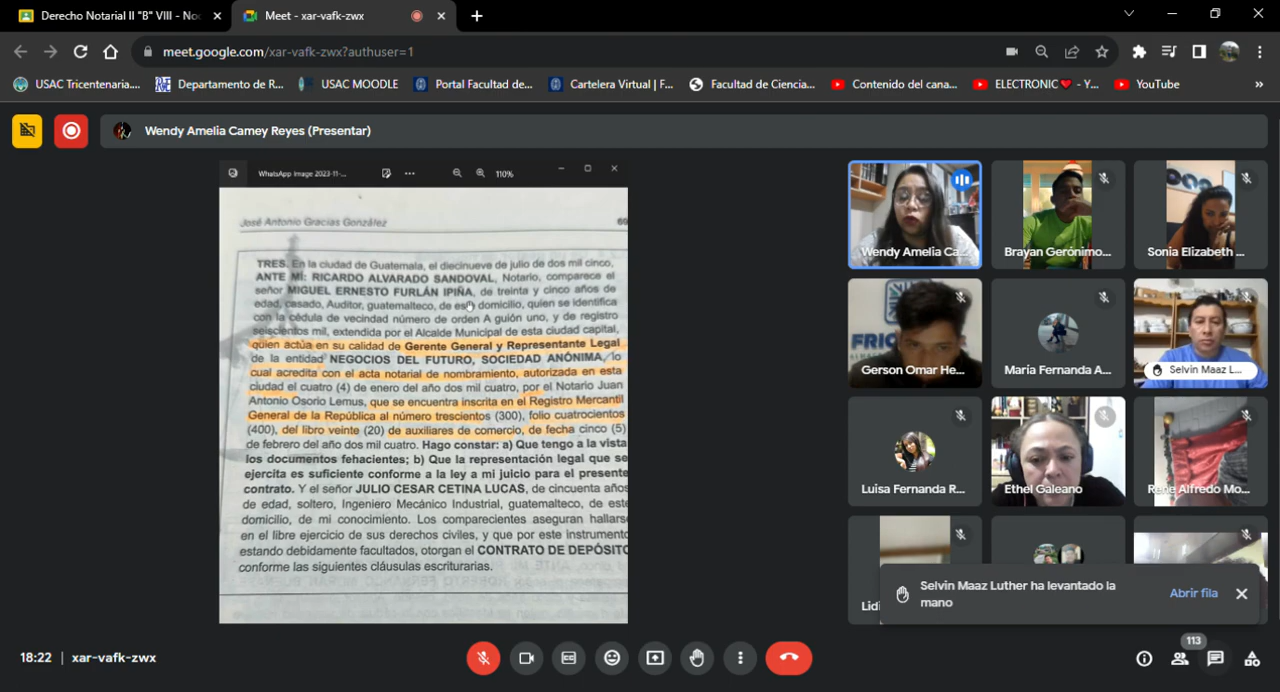 Derecho Notarial II "B" VIII - Noc
Meet - xar-vafk-zwx
meet.google.com/xar-vafk-zwx?authuser=1
USAC Tricentenaria....
Departamento de R...
USAC MOODLE
Portal Facultad de...
Cartelera Virtual | F...
Facultad de Ciencia...
Contenido del cana...
ELECTRONIC❤ - Y...
YouTube
»
Wendy Amelia Camey Reyes (Presentar)
WhatsApp Image 2023-11-...
110%
José Antonio Gracias González
69
TRES. En la ciudad de Guatemala, el diecinueve de julio de dos mil cinco,
ANTE MÍ: RICARDO ALVARADO SANDOVAL, Notario, comparece el
señor MIGUEL ERNESTO FURLÁN IPIÑA, de treinta y cinco años de
edad, casado, Auditor, guatemalteco, de este domicilio, quien se identifica
con la cédula de vecindad número de orden A guión uno, y de registro
seiscientos mil, extendida por el Alcalde Municipal de esta ciudad capital,
quien actúa en su calidad de Gerente General y Representante Legal
de la entidad NEGOCIOS DEL FUTURO, SOCIEDAD ANÓNIMA, lo
cual acredita con el acta notarial de nombramiento, autorizada en esta
ciudad el cuatro (4) de enero del año dos mil cuatro, por el Notario Juan
Antonio Osorio Lemus, que se encuentra inscrita en el Registro Mercantil
General de la República al número trescientos (300), folio cuatrocientos
(400), del libro veinte (20) de auxiliares de comercio, de fecha cinco (5)
de febrero del año dos mil cuatro. Hago constar: a) Que tengo a la vista
los documentos fehacientes; b) Que la representación legal que se
ejercita es suficiente conforme a la ley a mi juicio para el presente
contrato. Y el señor JULIO CESAR CETINA LUCAS, de cincuenta años
de edad, soltero, Ingeniero Mecánico Industrial, guatemalteco, de este
domicilio, de mi conocimiento. Los comparecientes aseguran hallarse
en el libre ejercicio de sus derechos civiles, y que por este instrumento
estando debidamente facultados, otorgan el CONTRATO DE DEPÓSITO
conforme las siguientes cláusulas escriturarias.
Wendy Amelia Ca...
Brayan Gerónimo...
Sonia Elizabeth ...
FRIO
Gerson Omar He...
Maria Fernanda A...
Selvin Maaz L...
Luisa Fernanda R...
Ethel Galeano
Rene Alfredo Mo...
Lidi
Selvin Maaz Luther ha levantado la
mano
Abrir fila
18:22 | xar-vafk-zwx
113